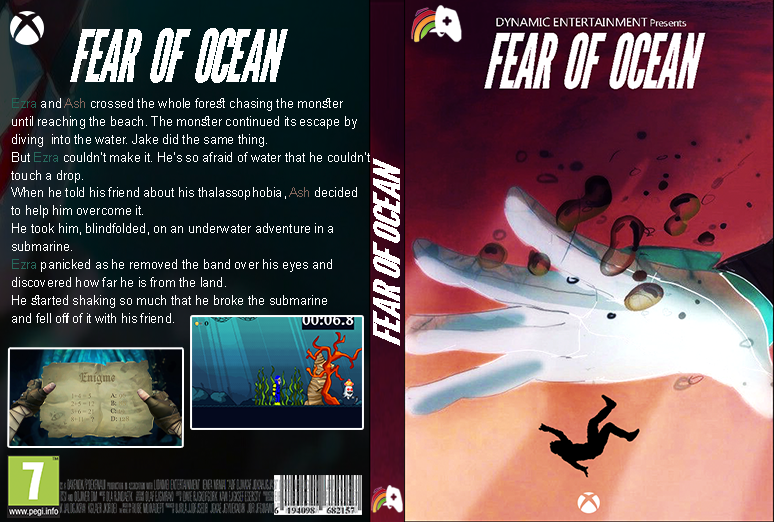 FEAR OF OCEAN
Ezra and Ash crossed the whole forest chasing the monster
until reaching the beach. The monster continued its escape by
diving into the water. Jake did the same thing.
But Ezra couldn't make it. He's so afraid of water that he couldn't
touch a drop.
When he told his friend about his thalassophobia, Ash decided
to help him overcome it.
He took him, blindfolded, on an underwater adventure in a
submarine.
Ezra panicked as he removed the band over his eyes and
discovered how far he is from the land.
He started shaking so much that he broke the submarine
and fell off of it with his friend.
00:06.8
Enigme
7
www.pegi.info
6 194098 682157
FEAR OF OCEAN
DYNAMIC ENTERTAINMENT Presents
FEAR OF OCEAN